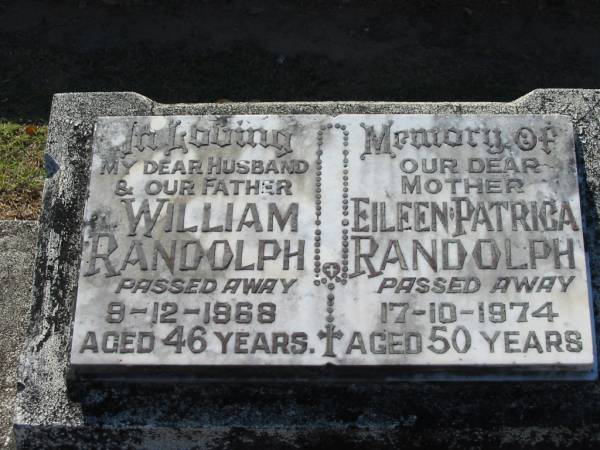 In Loving Memory Of
My Dear Husband
& Our Father
William
Randolph
Passed Away
9-12-1968
Aged 46 Years.
Our Dear
Mother
Eileen Patrica
Randolph
Passed Away
17-10-1974
Aged 50 Years